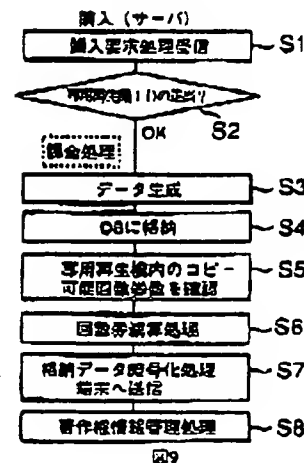 購入（サーバ）
購入要求処理受信
S1
S2
OK
課金処理
データ生成
S3
DBに格納
S4
専用再生機内のコピー
可能回数券数を確認
S5
回数券減算処理
S6
格納データ暗号化処理
端末へ送信
S7
著作権情報管理処理
S8
図9